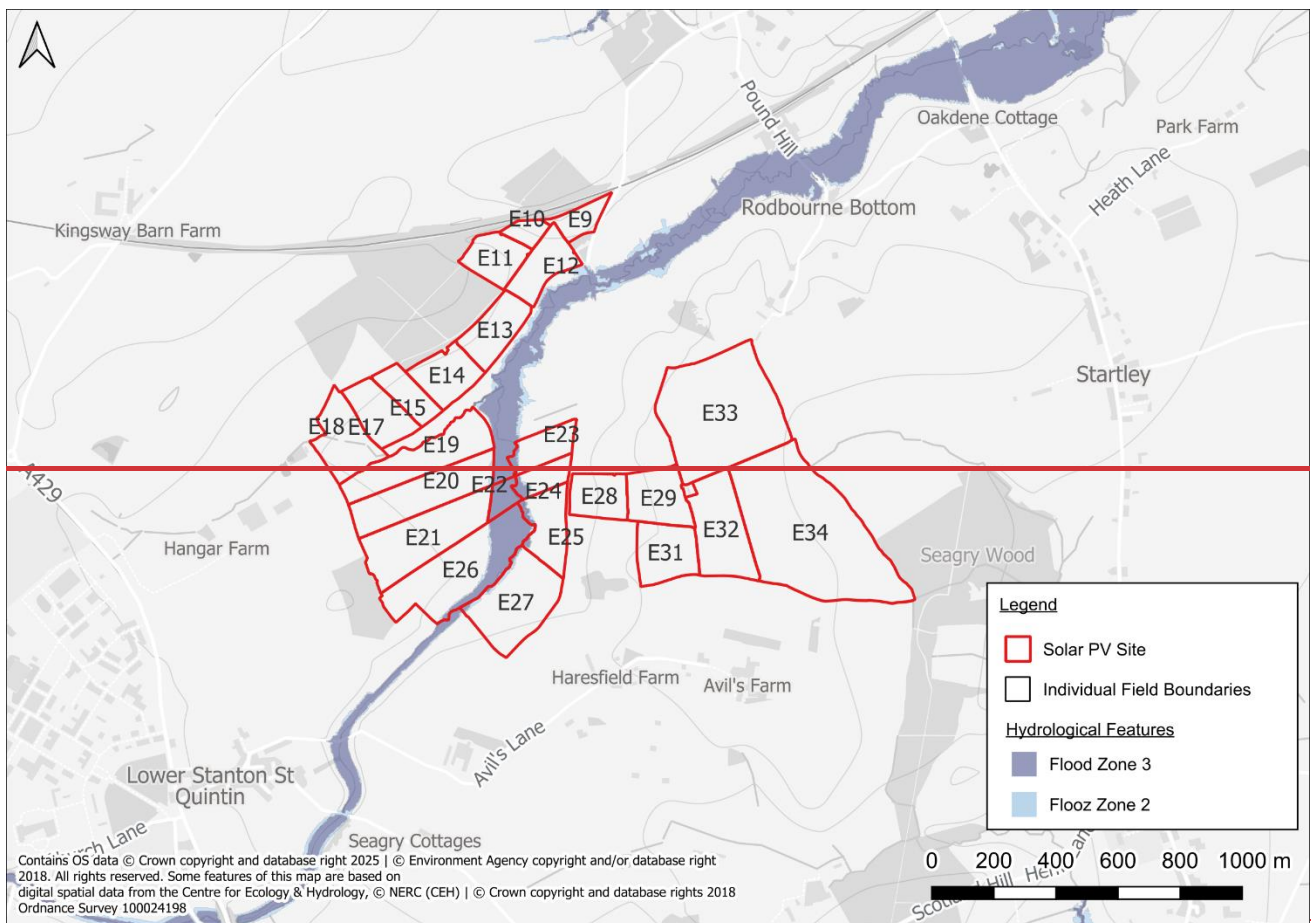 Pound Hill
Oakdene Cottage
Park Farm
Heath Lane
Rodbourne Bottom
Kingsway Barn Farm
E10
E9
E11
E12
E13
E14
E15
E18
E17
E19
E23
E33
Startley
A429
E20
E22
E24
E28
E29
E21
E25
E32
E34
E31
E26
E27
Hangar Farm
Seagry Wood
Haresfield Farm
Avil's Farm
Avil's Lane
Lower Stanton St
Quintin
Seagry Cottages
Legend
Solar PV Site
Individual Field Boundaries
Hydrological Features
Flood Zone 3
Flooz Zone 2
0 200 400 600 800 1000 m
Contains OS data © Crown copyright and database right 2025 | © Environment Agency copyright and/or database right
2018. All rights reserved. Some features of this map are based on
digital spatial data from the Centre for Ecology & Hydrology, © NERC (CEH) | © Crown copyright and database rights 2018
Ordnance Survey 100024198